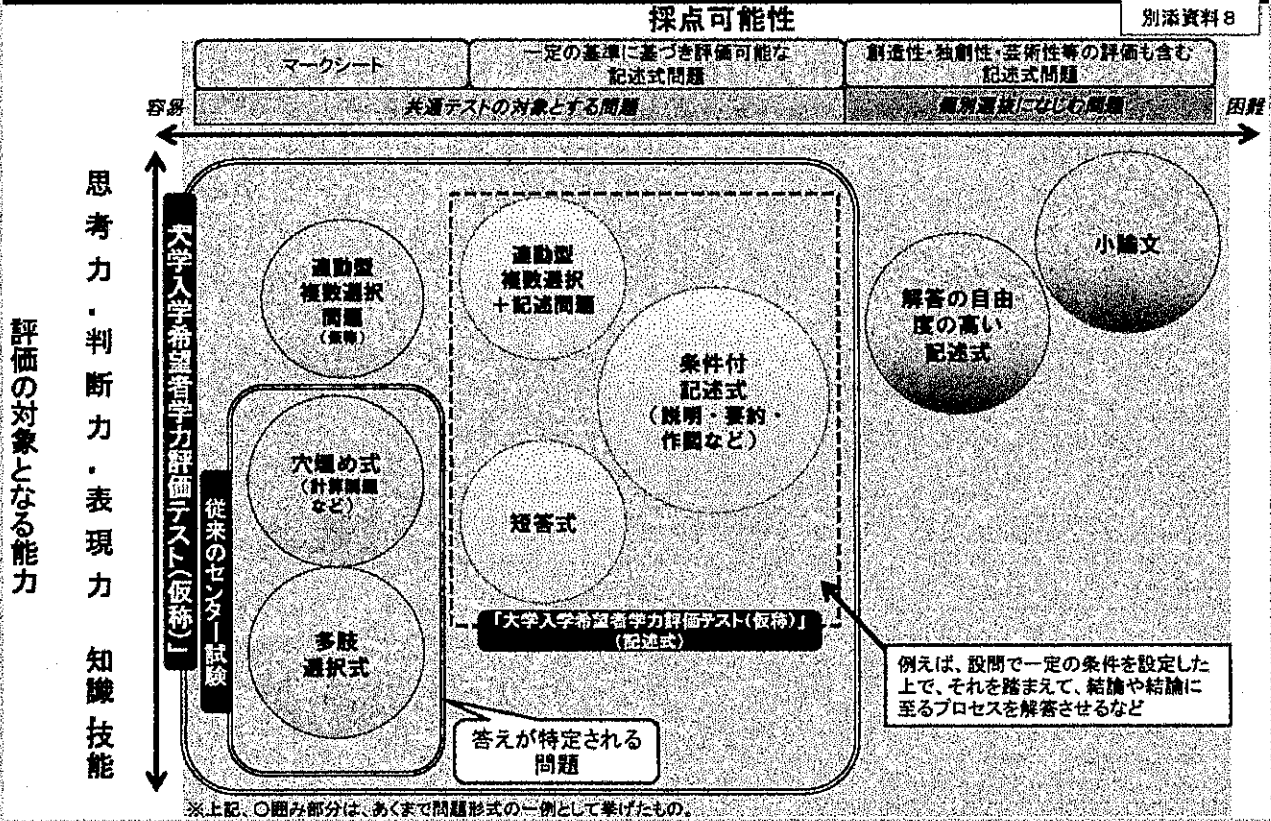 別添資料8
採点可能性
マークシート
一定の基準に基づき評価可能な
記述式問題
創造性・独創性・芸術性等の評価も含む
記述式問題
容易
共通テストの対象とする問題
個別選抜になじむ問題
困難
評価の対象となる能力
思考力・判断力・表現力 知識・技能
「大学入学希望者学力評価テスト(仮称)」
従来のセンター試験
連動型
複数選択
問題
(仮称)
連動型
複数選択
+記述問題
条件付
記述式
(説明・要約・
作図など)
解答の自由
度の高い
記述式
小論文
穴埋め式
(計算問題
など)
短答式
多肢
選択式
「大学入学希望者学力評価テスト(仮称)」
(記述式)
答えが特定される
問題
例えば、設問で一定の条件を設定した
上で、それを踏まえて、結論や結論に
至るプロセスを解答させるなど
※上記、○囲み部分は、あくまで問題形式の一例として挙げたもの。